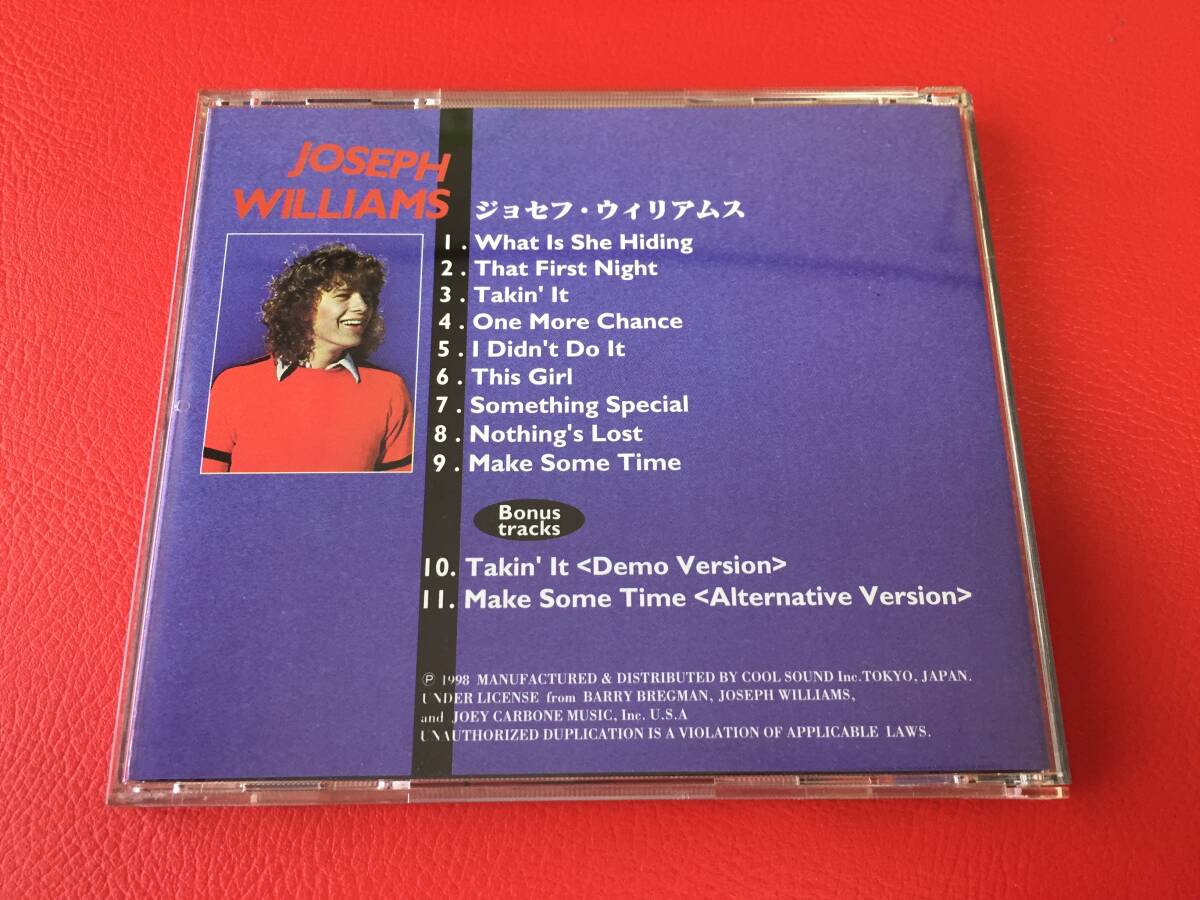 JOSEPH
WILLIAMS
ジョセフ・ウィリアムス
1. What Is She Hiding
2. That First Night
3. Takin' It
4. One More Chance
5. I Didn't Do It
6. This Girl
7. Something Special
8. Nothing's Lost
9. Make Some Time
Bonus
tracks
10. Takin' It <Demo Version>
11. Make Some Time <Alternative Version>
℗ 1998 MANUFACTURED & DISTRIBUTED BY COOL SOUND Inc.TOKYO, JAPAN.
UNDER LICENSE from BARRY BREGMAN, JOSEPH WILLIAMS,
and JOEY CARBONE MUSIC, Inc. U.S.A
UNAUTHORIZED DUPLICATION IS A VIOLATION OF APPLICABLE LAWS.